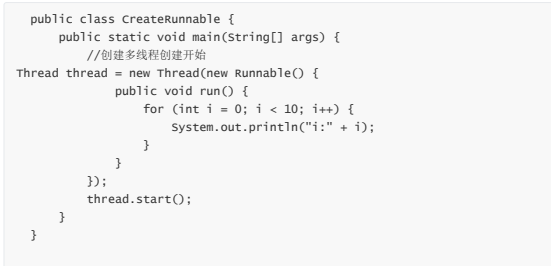 public class CreateRunnable {
    public static void main(String[] args) {
        //创建多线程创建开始
Thread thread = new Thread(new Runnable() {
            public void run() {
                for (int i = 0; i < 10; i++) {
                    System.out.println("i:" + i);
                }
            }
        });
        thread.start();
    }
}